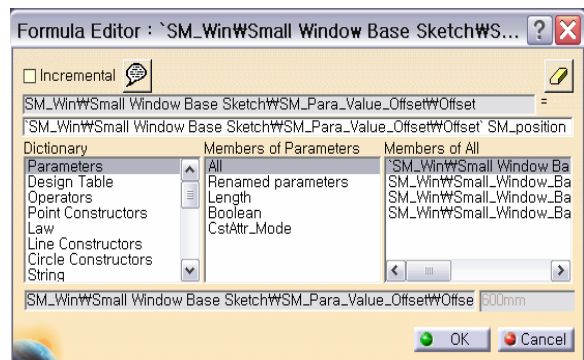 Formula Editor : `SM_Win₩Small Window Base Sketch₩S...
Incremental
SM_Win₩Small Window Base Sketch₩SM_Para_Value_Offset₩Offset =
`SM_Win₩Small Window Base Sketch₩SM_Para_Value_Offset₩Offset` SM_position
Dictionary Members of Parameters Members of All
Parameters All `SM_Win₩Small Window Ba
Design Table Renamed parameters SM_Win₩Small_Window_Ba
Operators Length SM_Win₩Small_Window_Ba
Point Constructors Boolean SM_Win₩Small_Window_Ba
Law CstAttr_Mode
Line Constructors
Circle Constructors
String
SM_Win₩Small Window Base Sketch₩SM_Para_Value_Offset₩Offse 600mm
OK Cancel